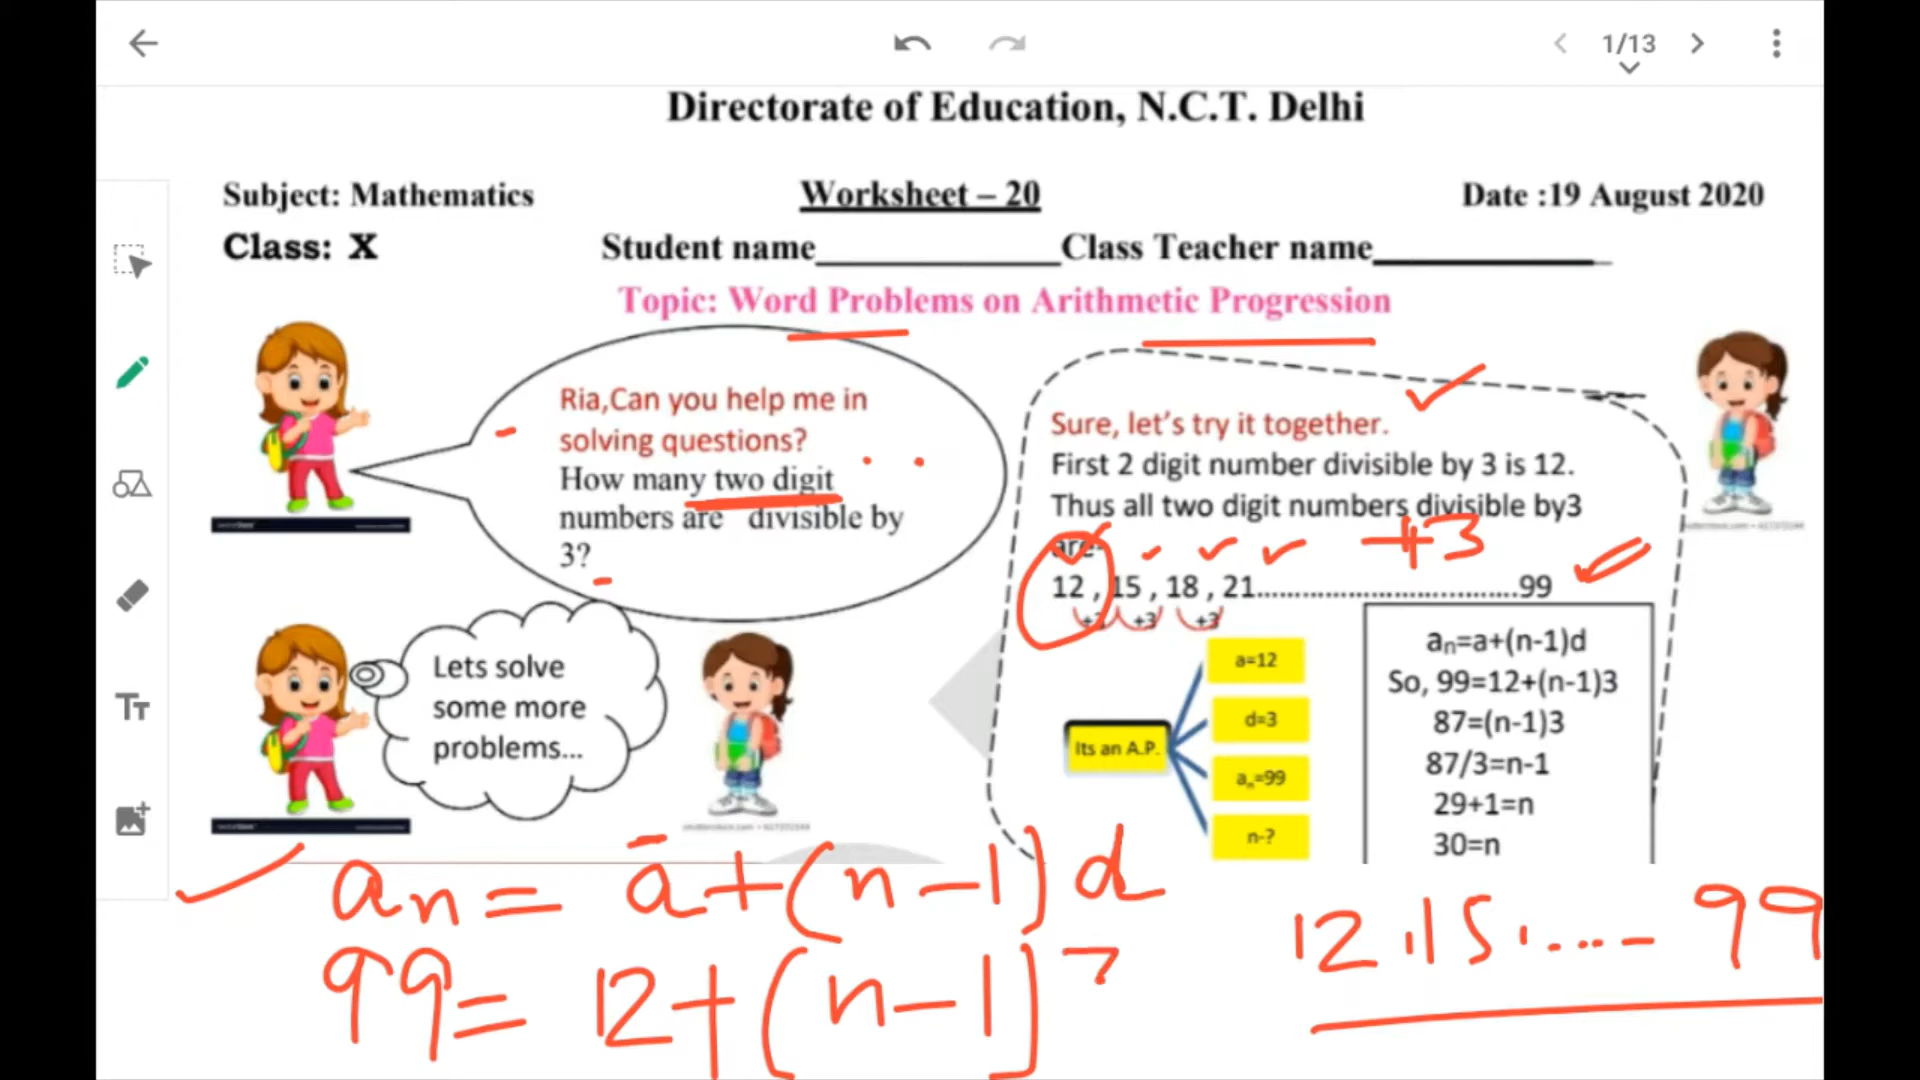 1/13
Directorate of Education, N.C.T. Delhi
Subject: Mathematics
Worksheet – 20
Date :19 August 2020
Class: X
Student name____________Class Teacher name____________
Topic: Word Problems on Arithmetic Progression
Ria,Can you help me in
solving questions?
How many two digit
numbers are divisible by
3?
Sure, let's try it together.
First 2 digit number divisible by 3 is 12.
Thus all two digit numbers divisible by3
are-
+3
12 , 15 , 18 , 21....................................99
+3 +3 +3
Lets solve
some more
problems...
Its an A.P.
a=12
d=3
aₙ=99
n-?
aₙ=a+(n-1)d
So, 99=12+(n-1)3
87=(n-1)3
87/3=n-1
29+1=n
30=n
an = a+(n-1)d
99 = 12+(n-1)
12,15,.... 99
Tт